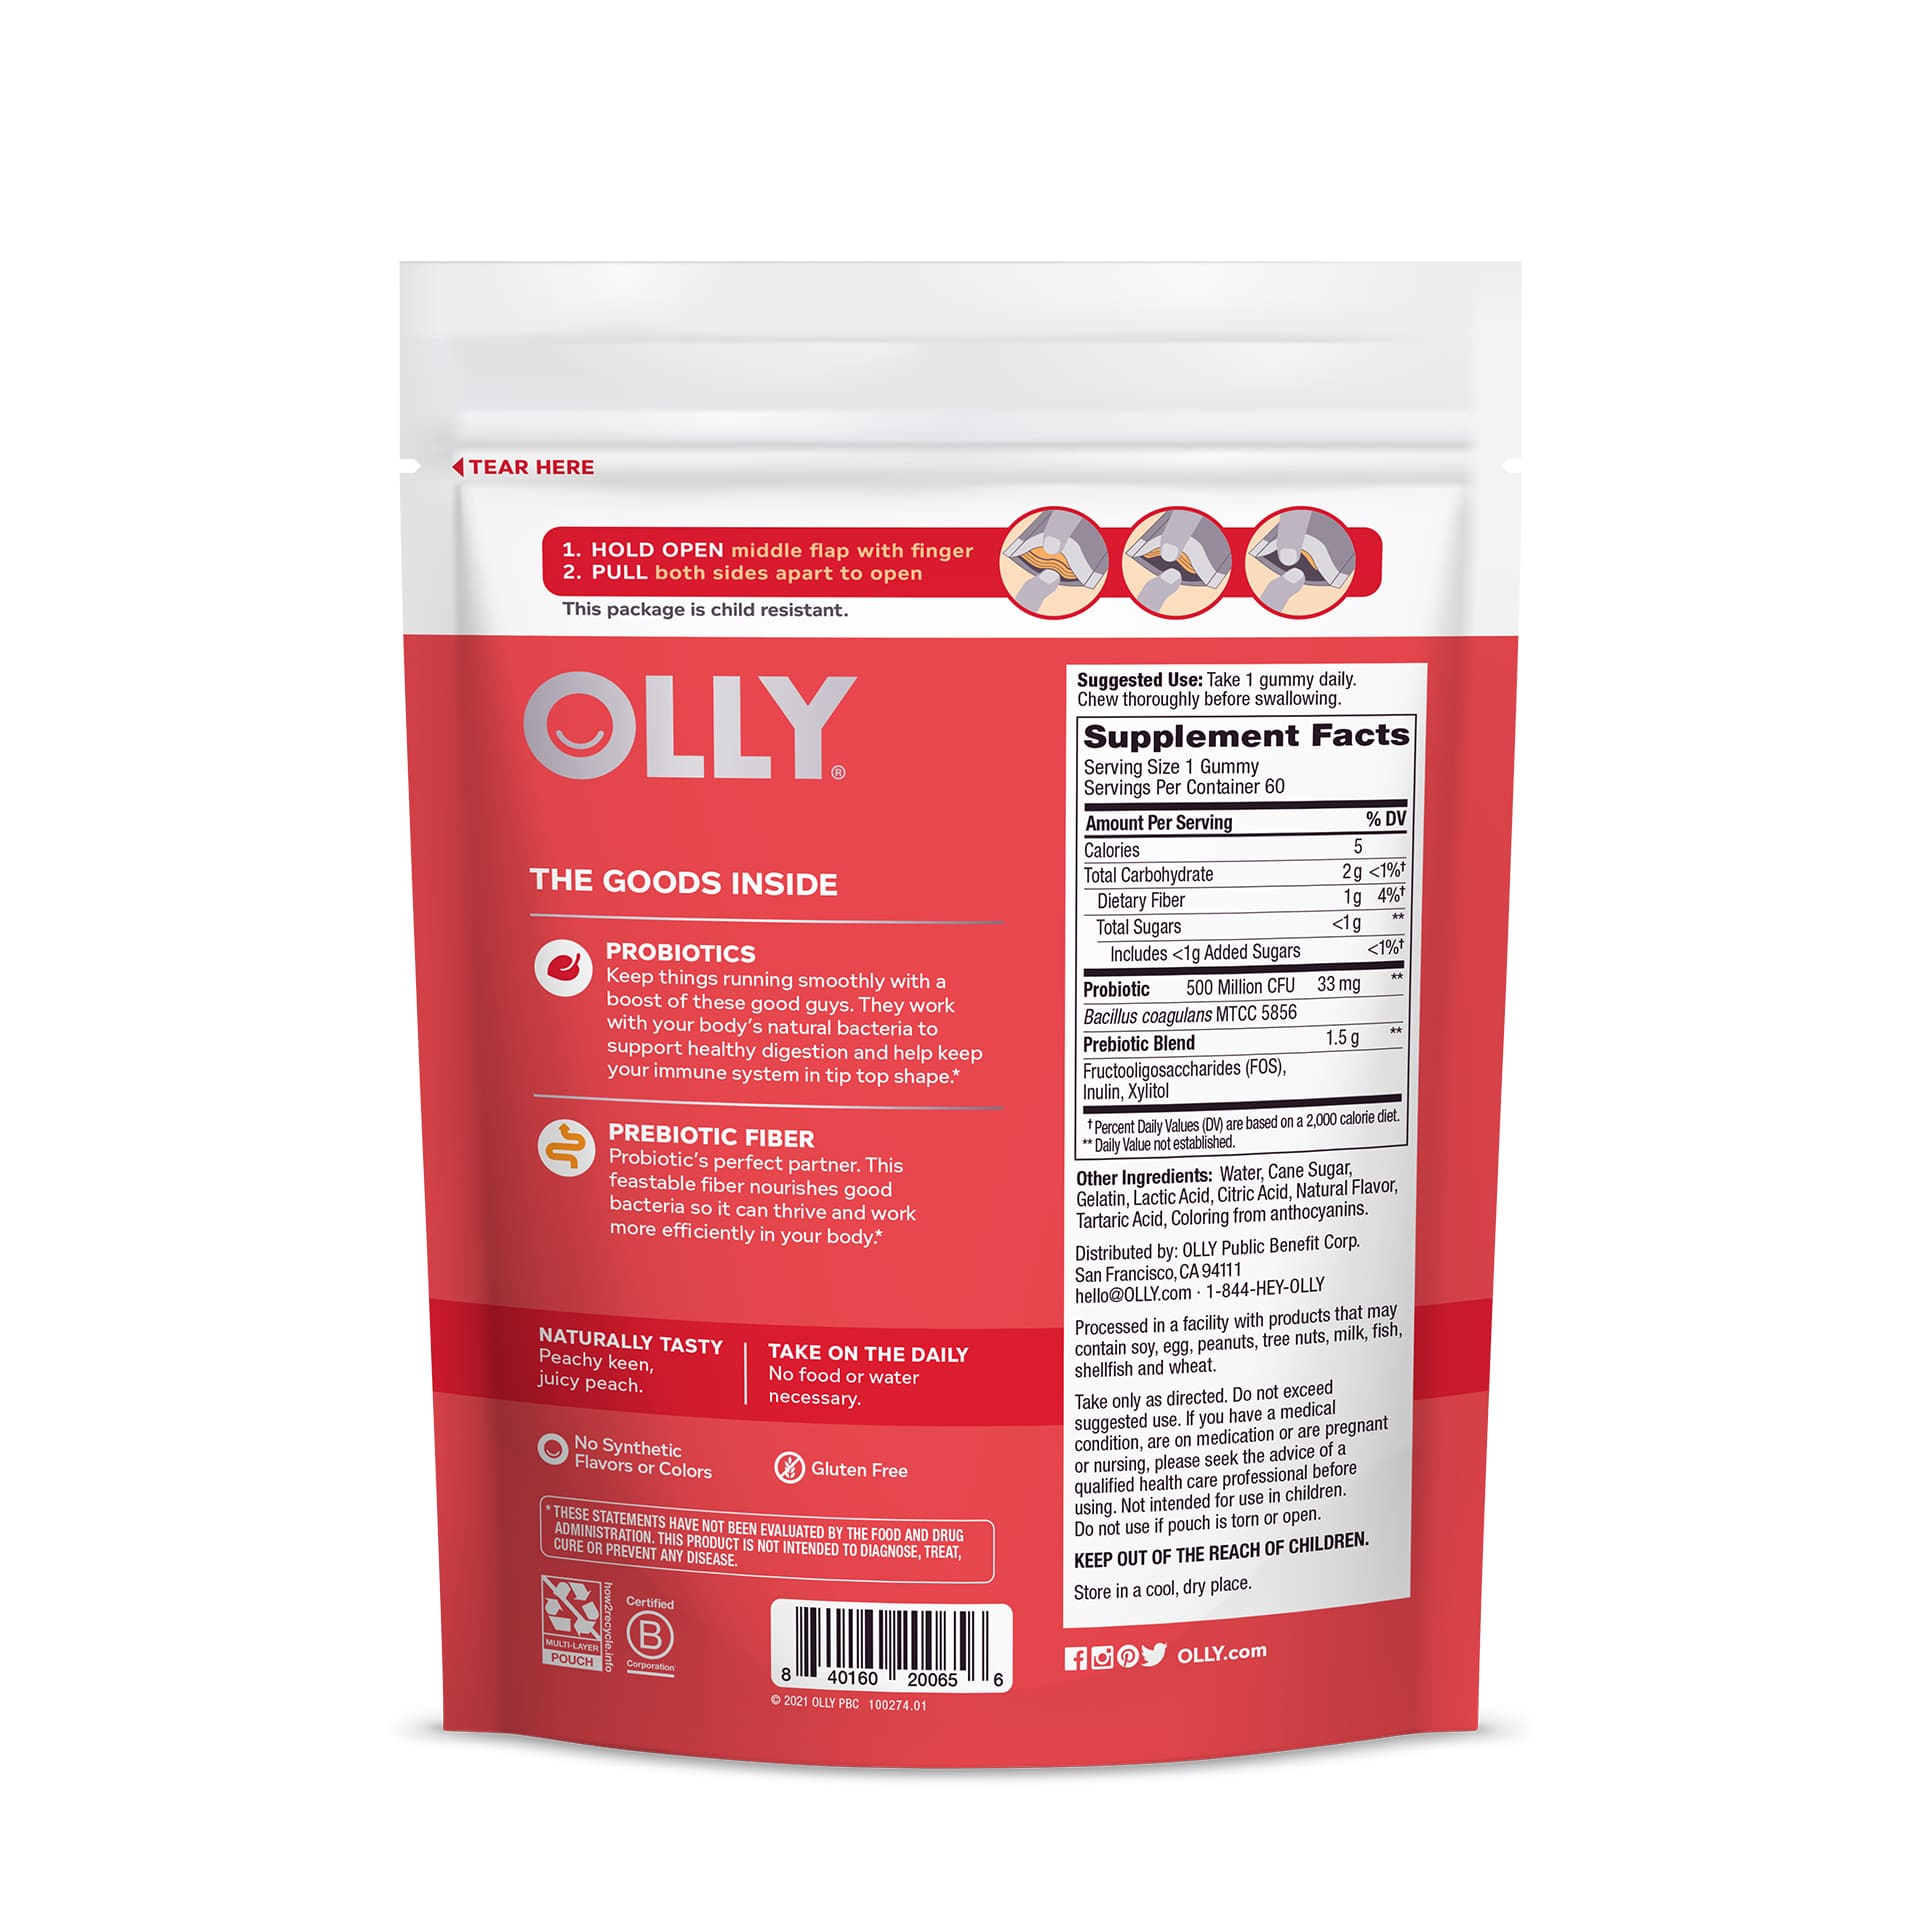 TEAR HERE
1. HOLD OPEN middle flap with finger
2. PULL both sides apart to open
This package is child resistant.
OLLY®
THE GOODS INSIDE
PROBIOTICS
Keep things running smoothly with a
boost of these good guys. They work
with your body's natural bacteria to
support healthy digestion and help keep
your immune system in tip top shape.*
PREBIOTIC FIBER
Probiotic's perfect partner. This
feastable fiber nourishes good
bacteria so it can thrive and work
more efficiently in your body.*
NATURALLY TASTY
Peachy keen,
juicy peach.
TAKE ON THE DAILY
No food or water
necessary.
No Synthetic
Flavors or Colors
Gluten Free
* THESE STATEMENTS HAVE NOT BEEN EVALUATED BY THE FOOD AND DRUG
ADMINISTRATION. THIS PRODUCT IS NOT INTENDED TO DIAGNOSE, TREAT,
CURE OR PREVENT ANY DISEASE.
MULTI-LAYER
POUCH
how2recycle.info
Certified
B
Corporation
8 40160 20065 6
© 2021 OLLY PBC 100274.01
Suggested Use: Take 1 gummy daily.
Chew thoroughly before swallowing.
Supplement Facts
Serving Size 1 Gummy
Servings Per Container 60
Amount Per Serving % DV
Calories 5
Total Carbohydrate 2g <1%†
Dietary Fiber 1g 4%†
Total Sugars <1g **
Includes <1g Added Sugars <1%†
Probiotic 500 Million CFU 33 mg **
Bacillus coagulans MTCC 5856
Prebiotic Blend 1.5 g **
Fructooligosaccharides (FOS),
Inulin, Xylitol
† Percent Daily Values (DV) are based on a 2,000 calorie diet.
** Daily Value not established.
Other Ingredients: Water, Cane Sugar,
Gelatin, Lactic Acid, Citric Acid, Natural Flavor,
Tartaric Acid, Coloring from anthocyanins.
Distributed by: OLLY Public Benefit Corp.
San Francisco, CA 94111
hello@OLLY.com · 1-844-HEY-OLLY
Processed in a facility with products that may
contain soy, egg, peanuts, tree nuts, milk, fish,
shellfish and wheat.
Take only as directed. Do not exceed
suggested use. If you have a medical
condition, are on medication or are pregnant
or nursing, please seek the advice of a
qualified health care professional before
using. Not intended for use in children.
Do not use if pouch is torn or open.
KEEP OUT OF THE REACH OF CHILDREN.
Store in a cool, dry place.
OLLY.com